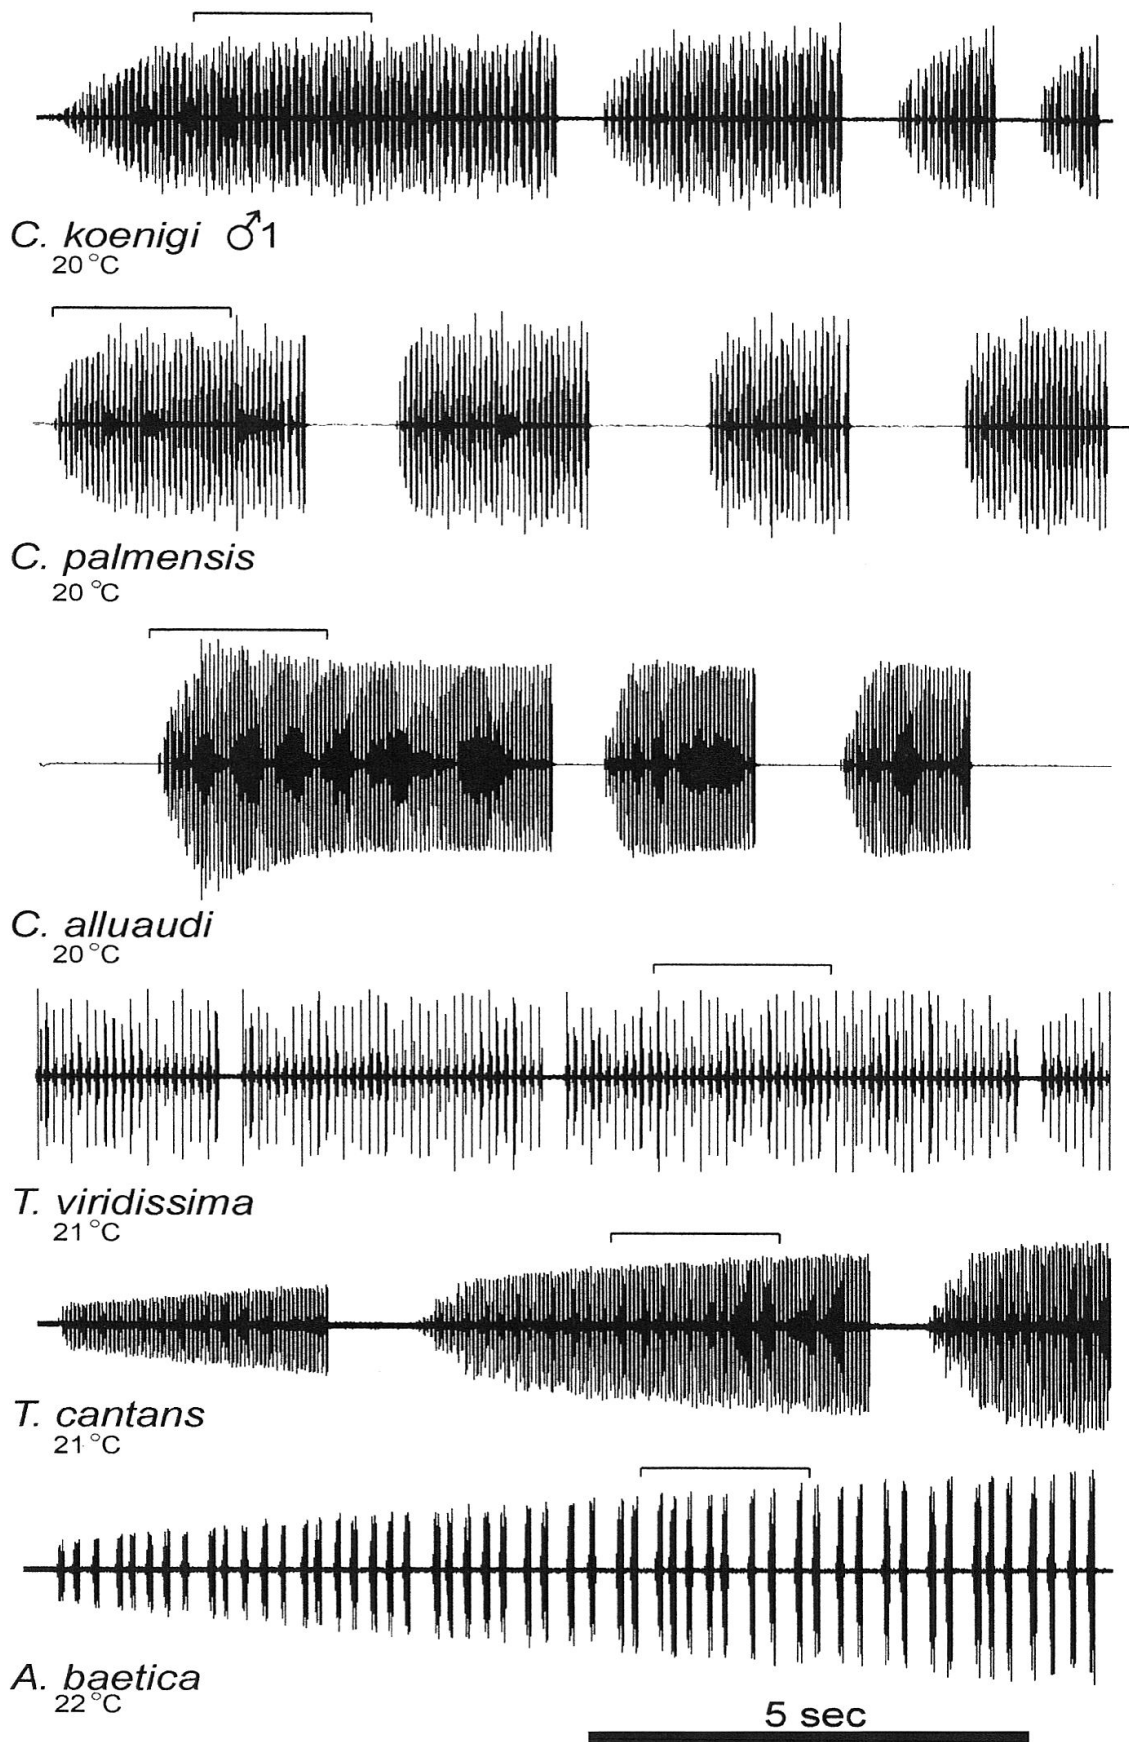 C. koenigi ♂1
20 °C
C. palmensis
20 °C
C. alluaudi
20 °C
T. viridissima
21 °C
T. cantans
21 °C
A. baetica
22 °C
5 sec